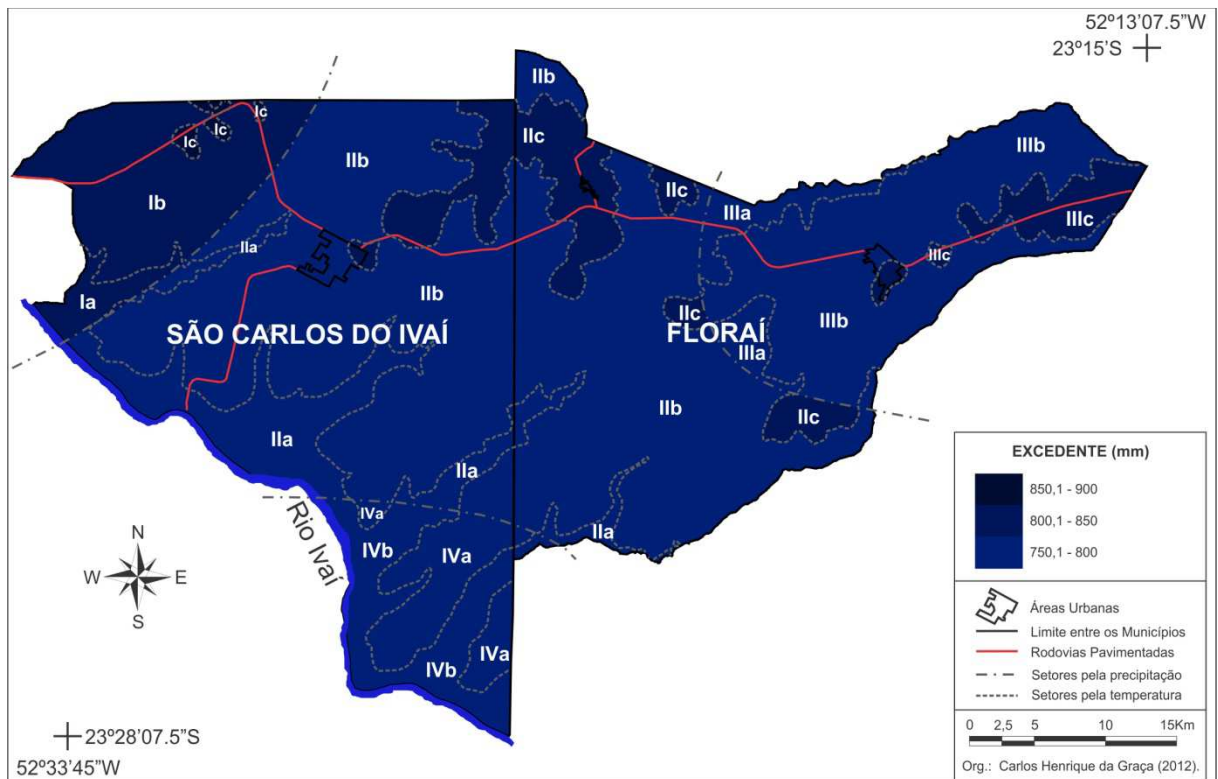 52º13'07.5”W
23º15'S
IIb
Ic
Ic
Ic
IIb
IIc
IIIb
IIc
Ib
IIIa
IIIc
IIa
IIIc
IIb
Ia
IIc
IIIb
SÃO CARLOS DO IVAÍ
FLORAÍ
IIIa
IIb
IIc
IIa
IIa
IVa
Rio Ivaí
IIa
IVb
IVa
IVa
IVb
N
W
E
S
23º28'07.5”S
52º33'45”W
EXCEDENTE (mm)
850,1 - 900
800,1 - 850
750,1 - 800
Áreas Urbanas
Limite entre os Municípios
Rodovias Pavimentadas
Setores pela precipitação
Setores pela temperatura
0 2,5 5 10 15Km
Org.: Carlos Henrique da Graça (2012).